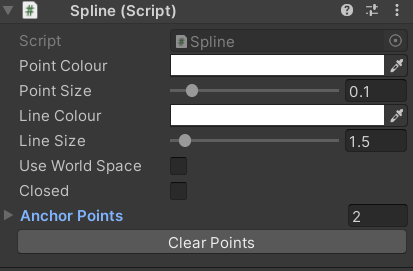 Spline (Script)
Script Spline
Point Colour
Point Size 0.1
Line Colour
Line Size 1.5
Use World Space
Closed
Anchor Points 2
Clear Points